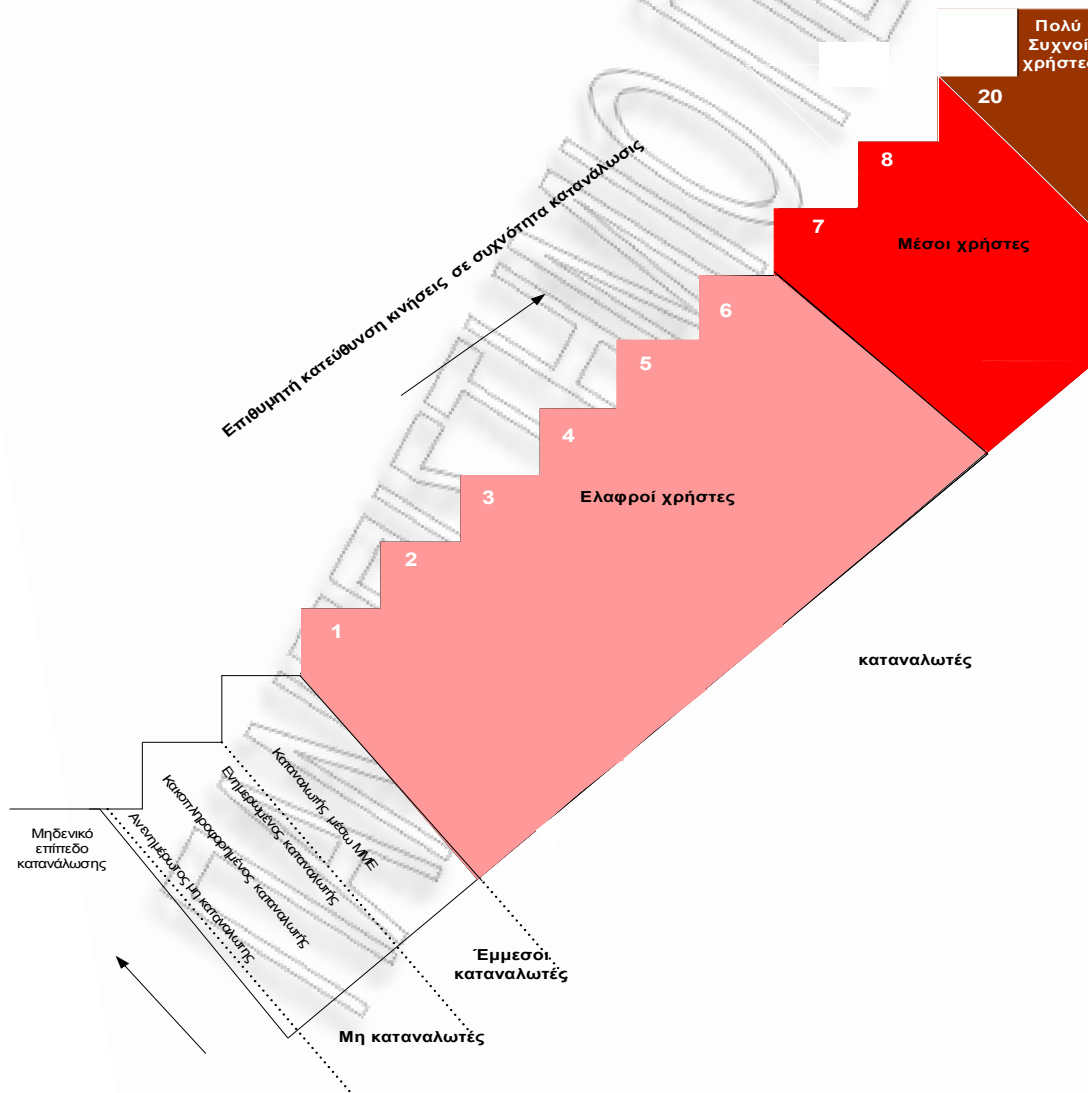 Πολύ
Συχνοί
χρήστες
20
8
7
Μέσοι χρήστες
6
5
4
3
2
1
Επιθυμητή κατεύθυνση κινήσεις σε συχνότητα κατανάλωσις
Ελαφροί χρήστες
καταναλωτές
Καταναλωτής μέσω ΜΜΕ
Ενημερωμένος καταναλωτής
Κακοπληροφορημένος καταναλωτής
Ανενημέρωτος μη καταναλωτης
Μηδενικό
επίπεδο
κατανάλωσης
Έμμεσοι
καταναλωτές
Μη καταναλωτές